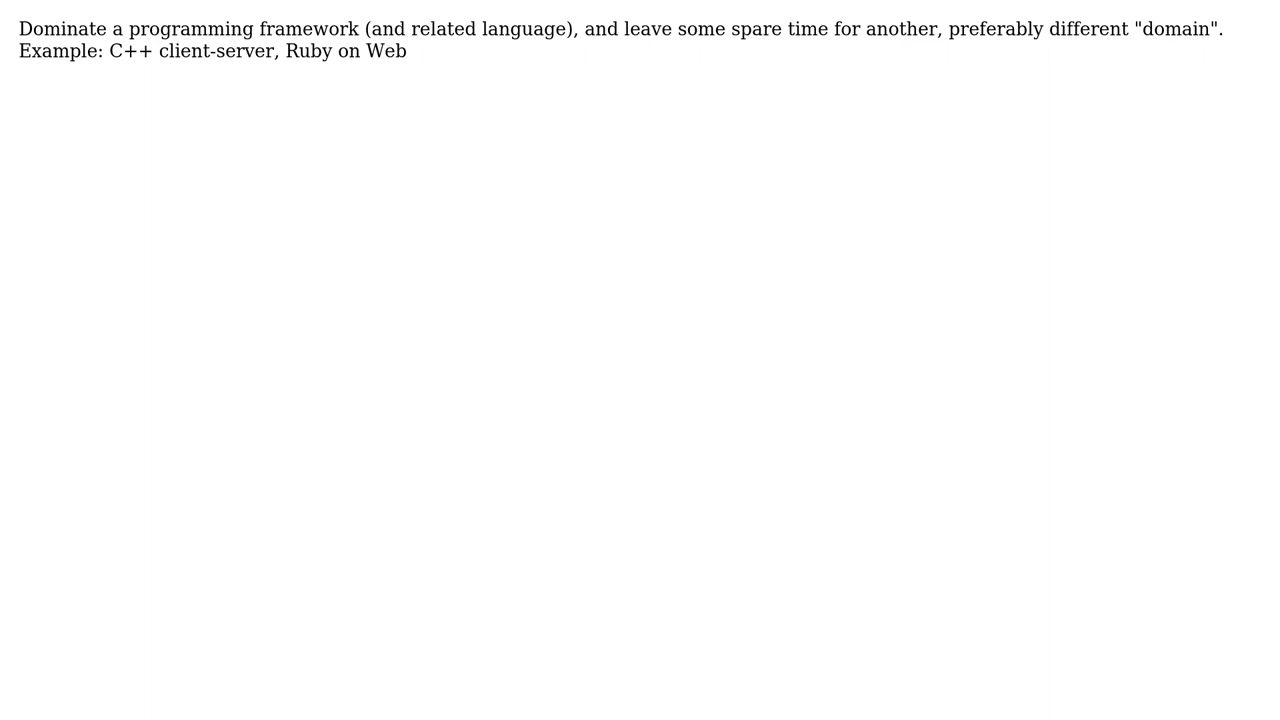 Dominate a programming framework (and related language), and leave some spare time for another, preferably different "domain".
Example: C++ client-server, Ruby on Web